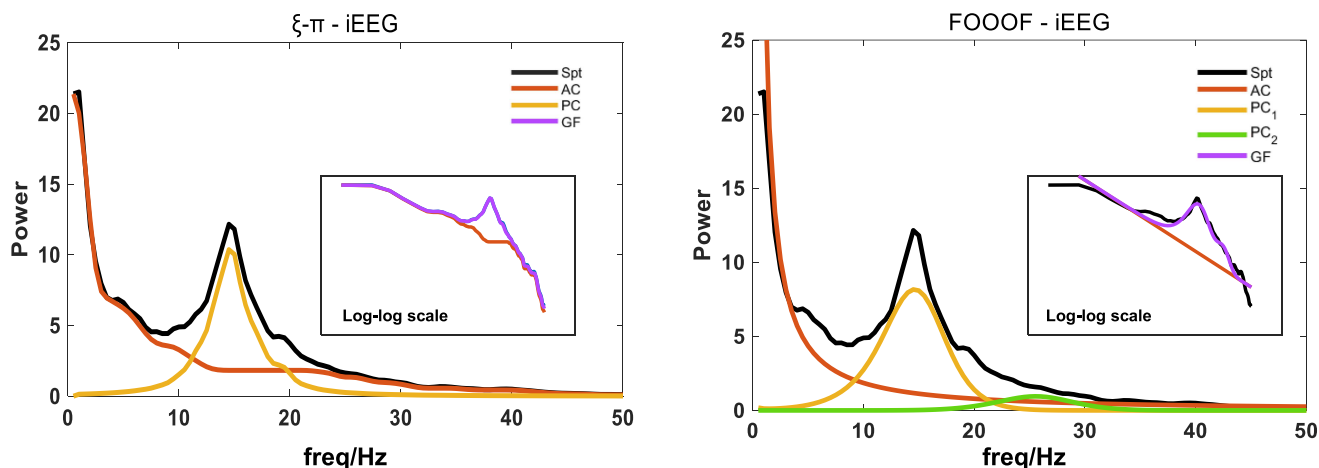 ξ-π - iEEG
25
20
15
10
5
0
Power
Spt
AC
PC
GF
Log-log scale
0 10 20 30 40 50
freq/Hz
FOOOF - iEEG
25
20
15
10
5
0
Power
Spt
AC
PC₁
PC₂
GF
Log-log scale
0 10 20 30 40 50
freq/Hz